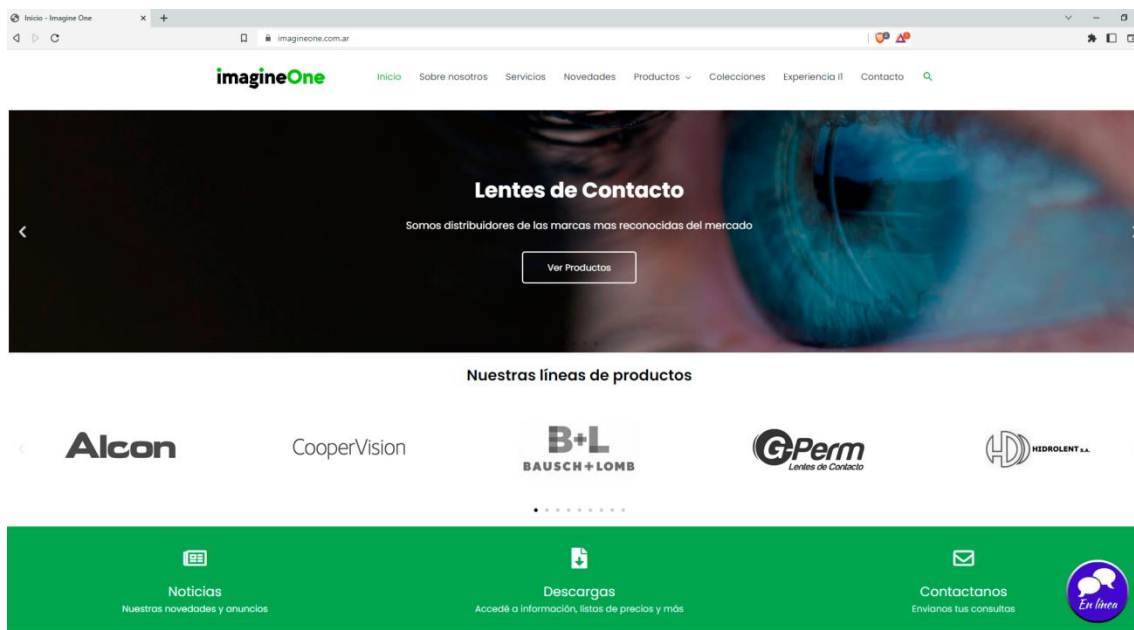 Inicio - Imagine One
imagineone.com.ar
imagineOne
Inicio Sobre nosotros Servicios Novedades Productos Colecciones Experiencia I1 Contacto
Lentes de Contacto
Somos distribuidores de las marcas mas reconocidas del mercado
Ver Productos
Nuestras líneas de productos
Alcon CooperVision B+L G-Perm HD HIDROLENT S.A.
BAUSCH+LOMB Lentes de Contacto
Noticias Descargas Contactanos
Nuestras novedades y anuncios Accedé a información, listas de precios y más Envianos tus consultas
En línea